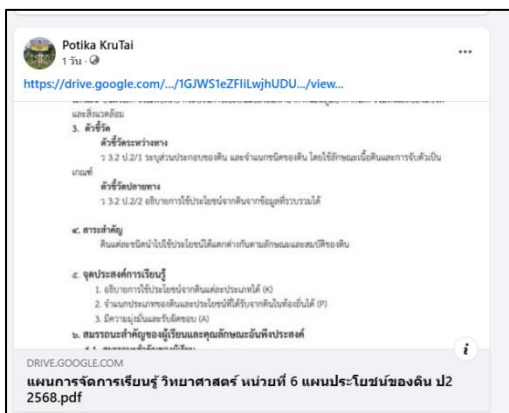 Potika KruTai
1 วัน ·
https://drive.google.com/.../1GJWS1eZFIiLwjhUDU.../view...
และสิ่งแวดล้อม
3. ตัวชี้วัด
ตัวชี้วัดระหว่างทาง
ว 3.2 ป.2/1 ระบุส่วนประกอบของดิน และจำแนกชนิดของดิน โดยใช้ลักษณะเนื้อดินและการจับตัวเป็น
เกณฑ์
ตัวชี้วัดปลายทาง
ว 3.2 ป.2/2 อธิบายการใช้ประโยชน์จากดินจากข้อมูลที่รวบรวมได้
๔. สาระสำคัญ
ดินแต่ละชนิดนำไปใช้ประโยชน์ได้แตกต่างกันตามลักษณะและสมบัติของดิน
๕. จุดประสงค์การเรียนรู้
1. อธิบายการใช้ประโยชน์จากดินแต่ละประเภทได้ (K)
2. จำแนกประเภทของดินและประโยชน์ที่ได้รับจากดินในท้องถิ่นได้ (P)
3. มีความมุ่งมั่นและรับผิดชอบ (A)
๖. สมรรถนะสำคัญของผู้เรียนและคุณลักษณะอันพึงประสงค์
DRIVE.GOOGLE.COM
แผนการจัดการเรียนรู้ วิทยาศาสตร์ หน่วยที่ 6 แผนประโยชน์ของดิน ป2
2568.pdf